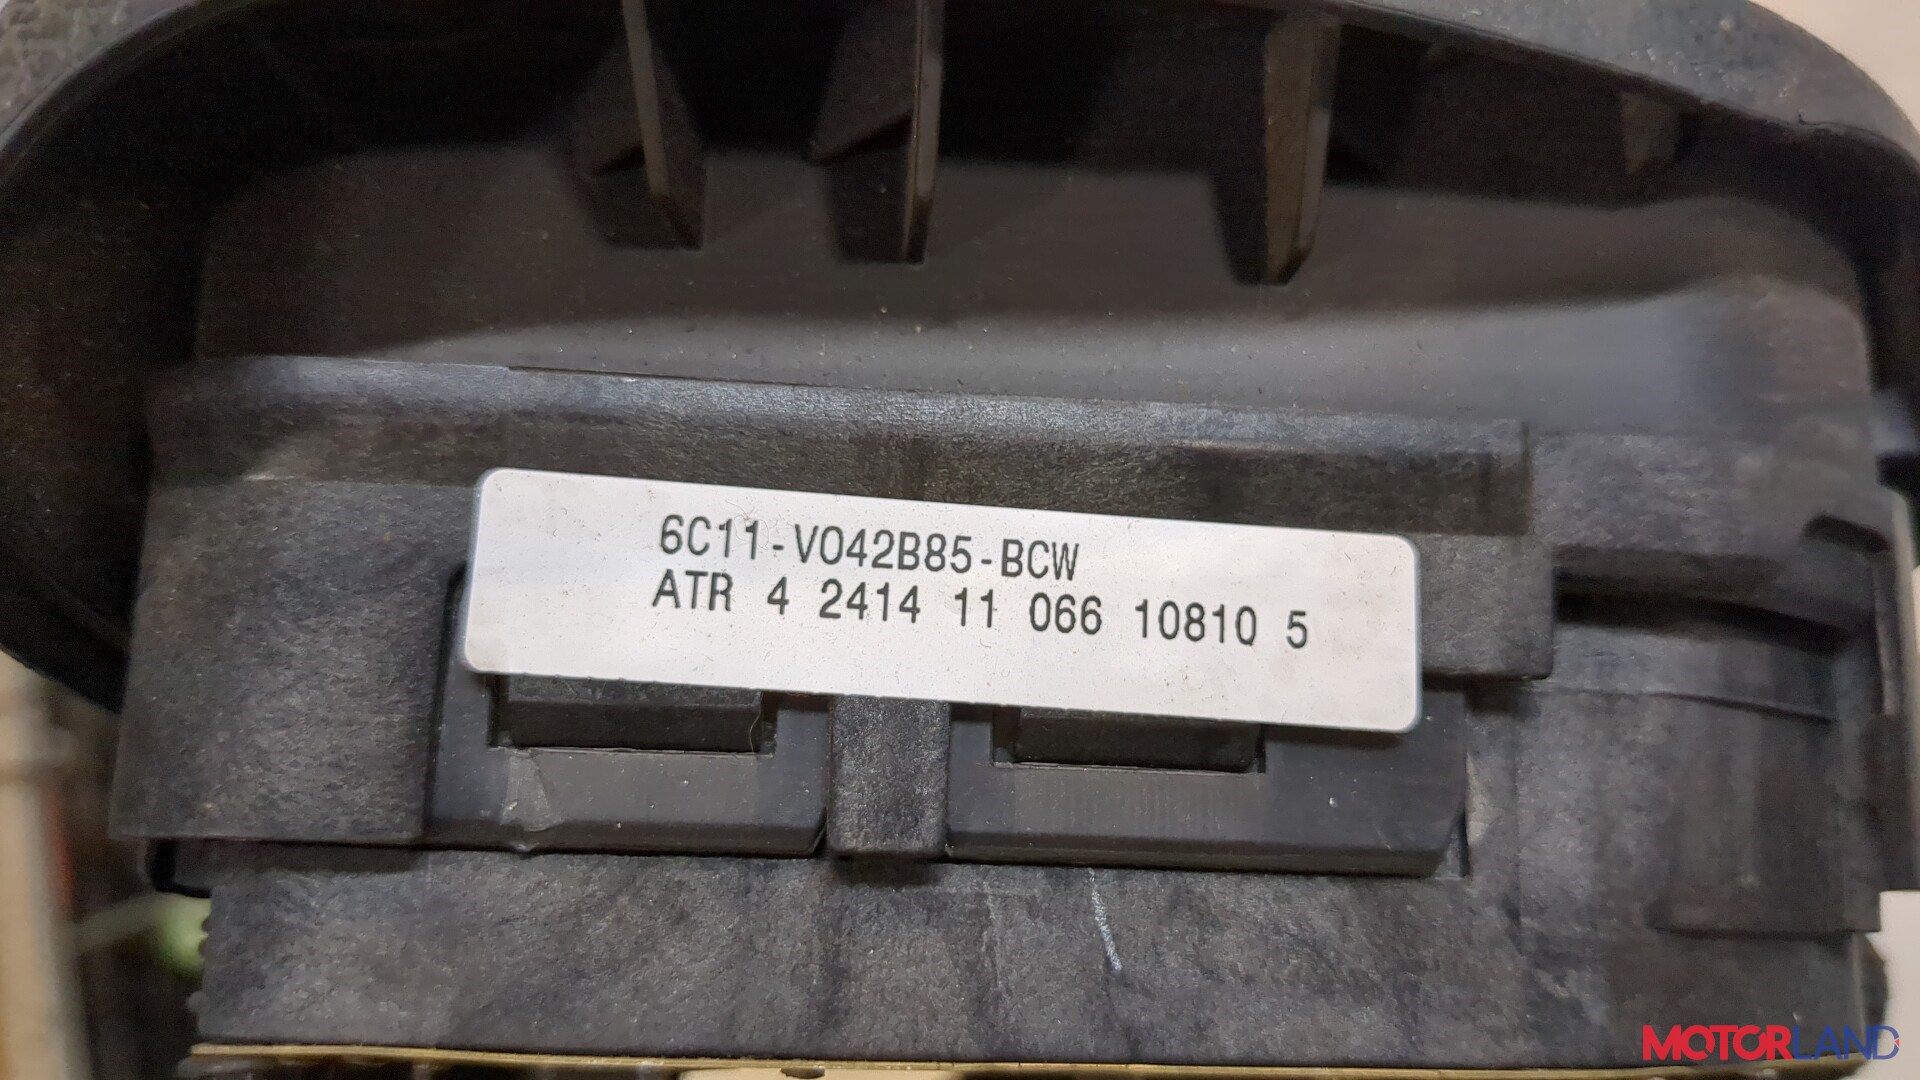 6C11-V042B85-BCW
ATR 4 2414 11 066 10810 5
MOTORLAND